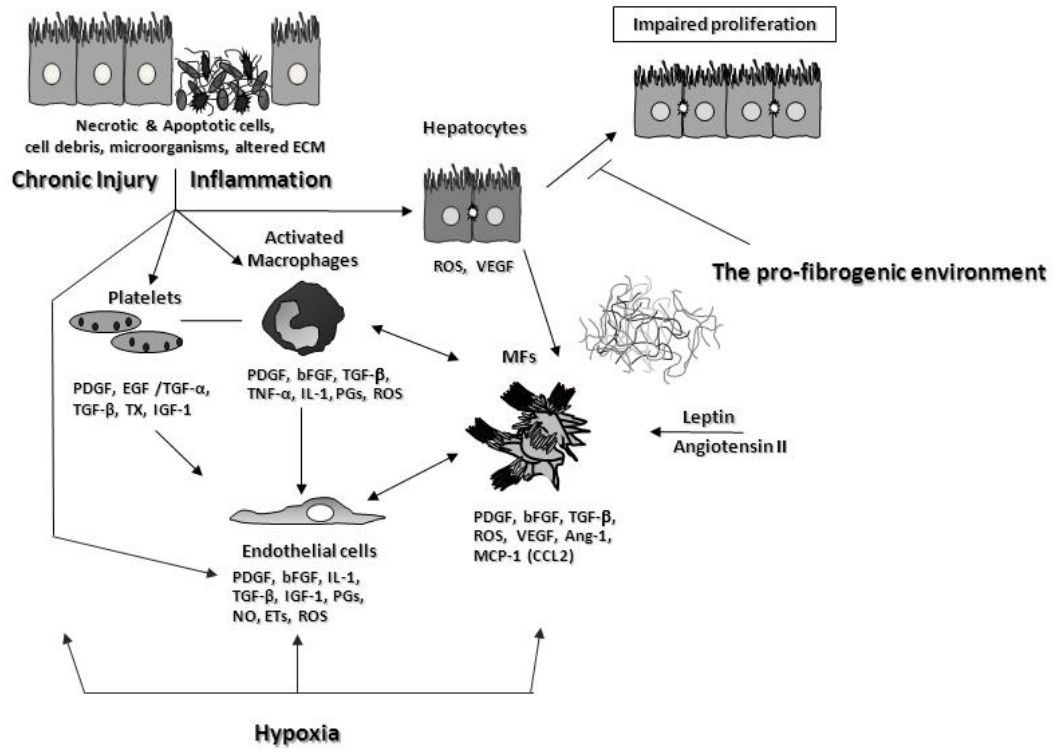 Impaired proliferation
Necrotic & Apoptotic cells,
cell debris, microorganisms, altered ECM
Chronic Injury
Inflammation
Hepatocytes
ROS, VEGF
Activated
Macrophages
Platelets
The pro-fibrogenic environment
PDGF, EGF /TGF-α,
TGF-β, TX, IGF-1
PDGF, bFGF, TGF-β,
TNF-α, IL-1, PGs, ROS
MFs
Leptin
Angiotensin II
PDGF, bFGF, TGF-β,
ROS, VEGF, Ang-1,
MCP-1 (CCL2)
Endothelial cells
PDGF, bFGF, IL-1,
TGF-β, IGF-1, PGs,
NO, ETs, ROS
Hypoxia